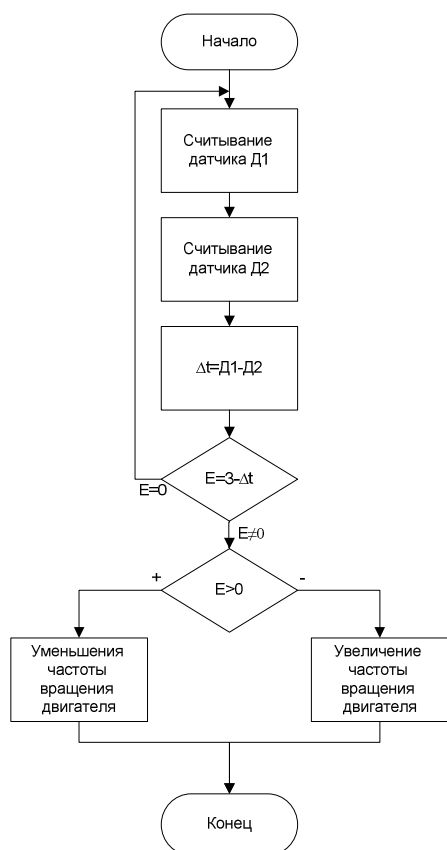 Начало
Считывание
датчика Д1
Считывание
датчика Д2
Δt=Д1-Д2
E=3-Δt
E=0
E≠0
+
E>0
-
Уменьшения
частоты
вращения
двигателя
Увеличение
частоты
вращения
двигателя
Конец